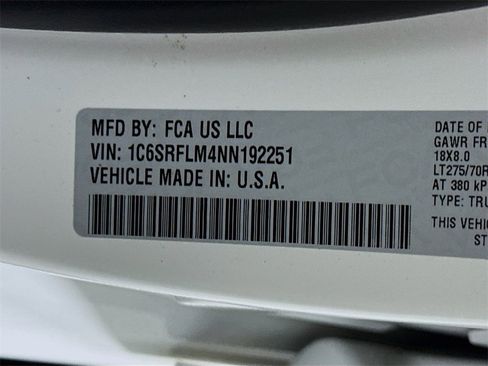 MFD BY: FCA US LLC
VIN: 1C6SRFLM4NN192251
VEHICLE MADE IN: U.S.A.
DATE OF
GAWR FR
18X8.0
LT275/70R
AT 380 kP
TYPE: TRU
THIS VEHIC
ST